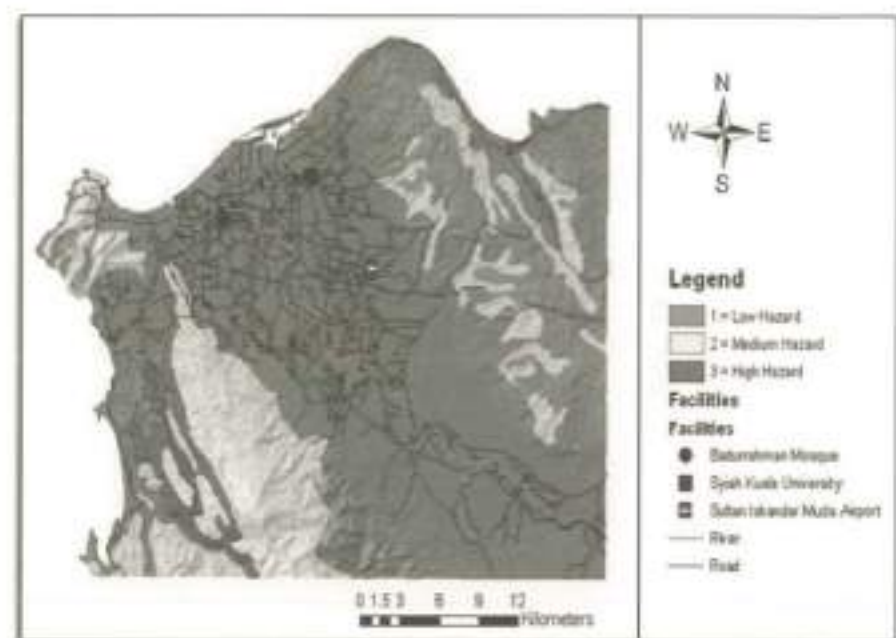 N
W E
S
Legend
1 = Low Hazard
2 = Medium Hazard
3 = High Hazard
Facilities
Facilities
Baiturrahman Mosque
Syiah Kuala University
Sultan Iskandar Muda Airport
River
Road
0 1.5 3 6 9 12
Kilometers